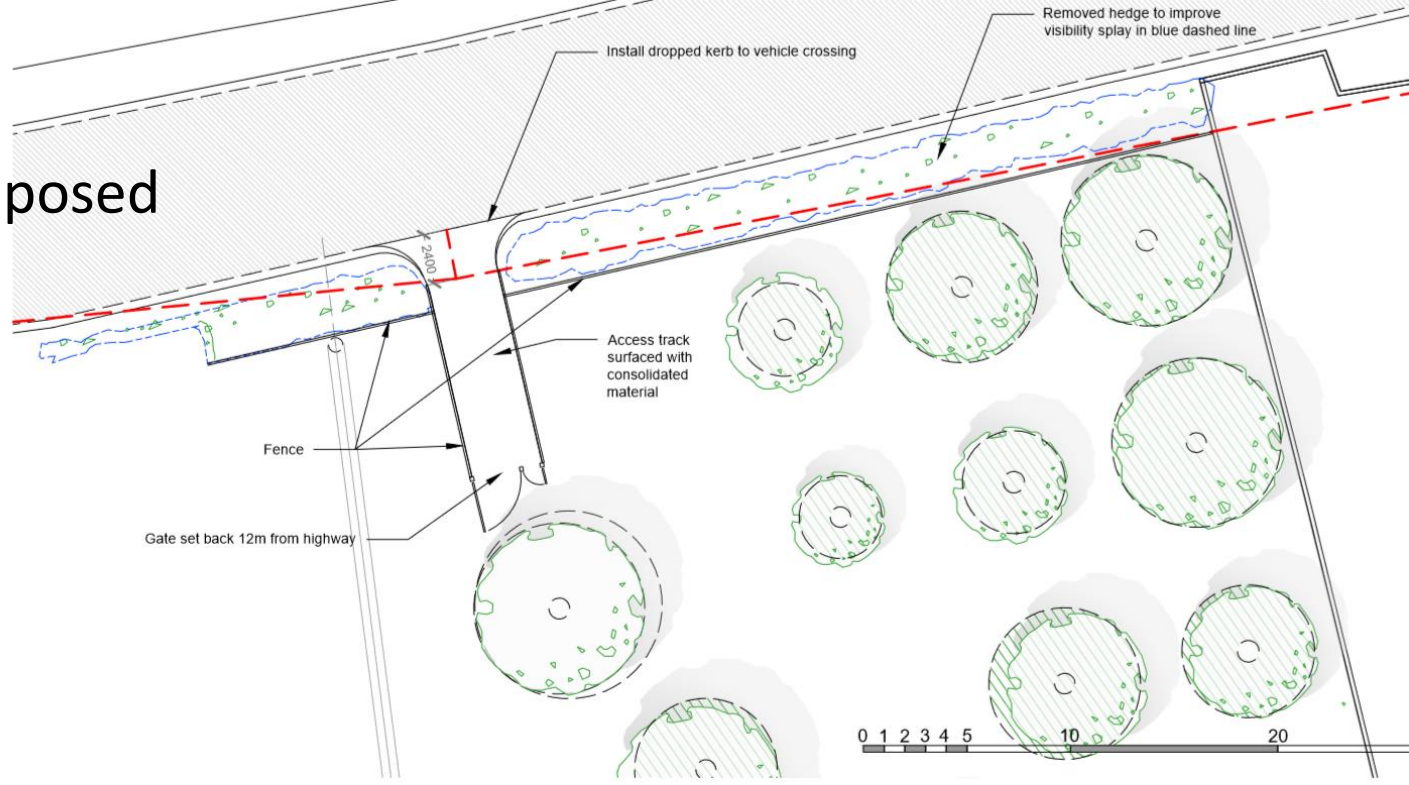 Removed hedge to improve
visibility splay in blue dashed line
Install dropped kerb to vehicle crossing
posed
2400
Access track
surfaced with
consolidated
material
Fence
Gate set back 12m from highway
0 1 2 3 4 5 10 20